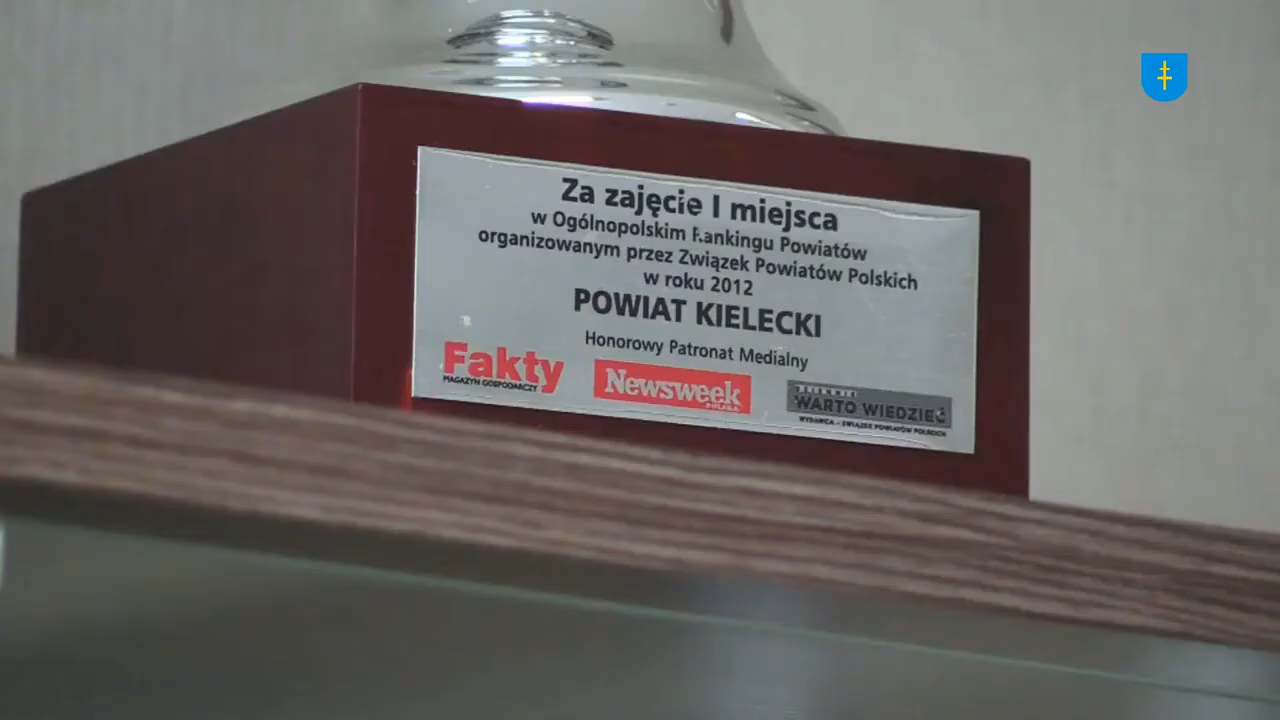 Za zajęcie I miejsca
w Ogólnopolskim Rankingu Powiatów
organizowanym przez Związek Powiatów Polskich
w roku 2012
POWIAT KIELECKI
Honorowy Patronat Medialny
Fakty
MAGAZYN GOSPODARCZY
Newsweek
POLSKA
DZIENNIK
WARTO WIEDZIEĆ
WYDAWCA - ZWIĄZEK POWIATÓW POLSKICH